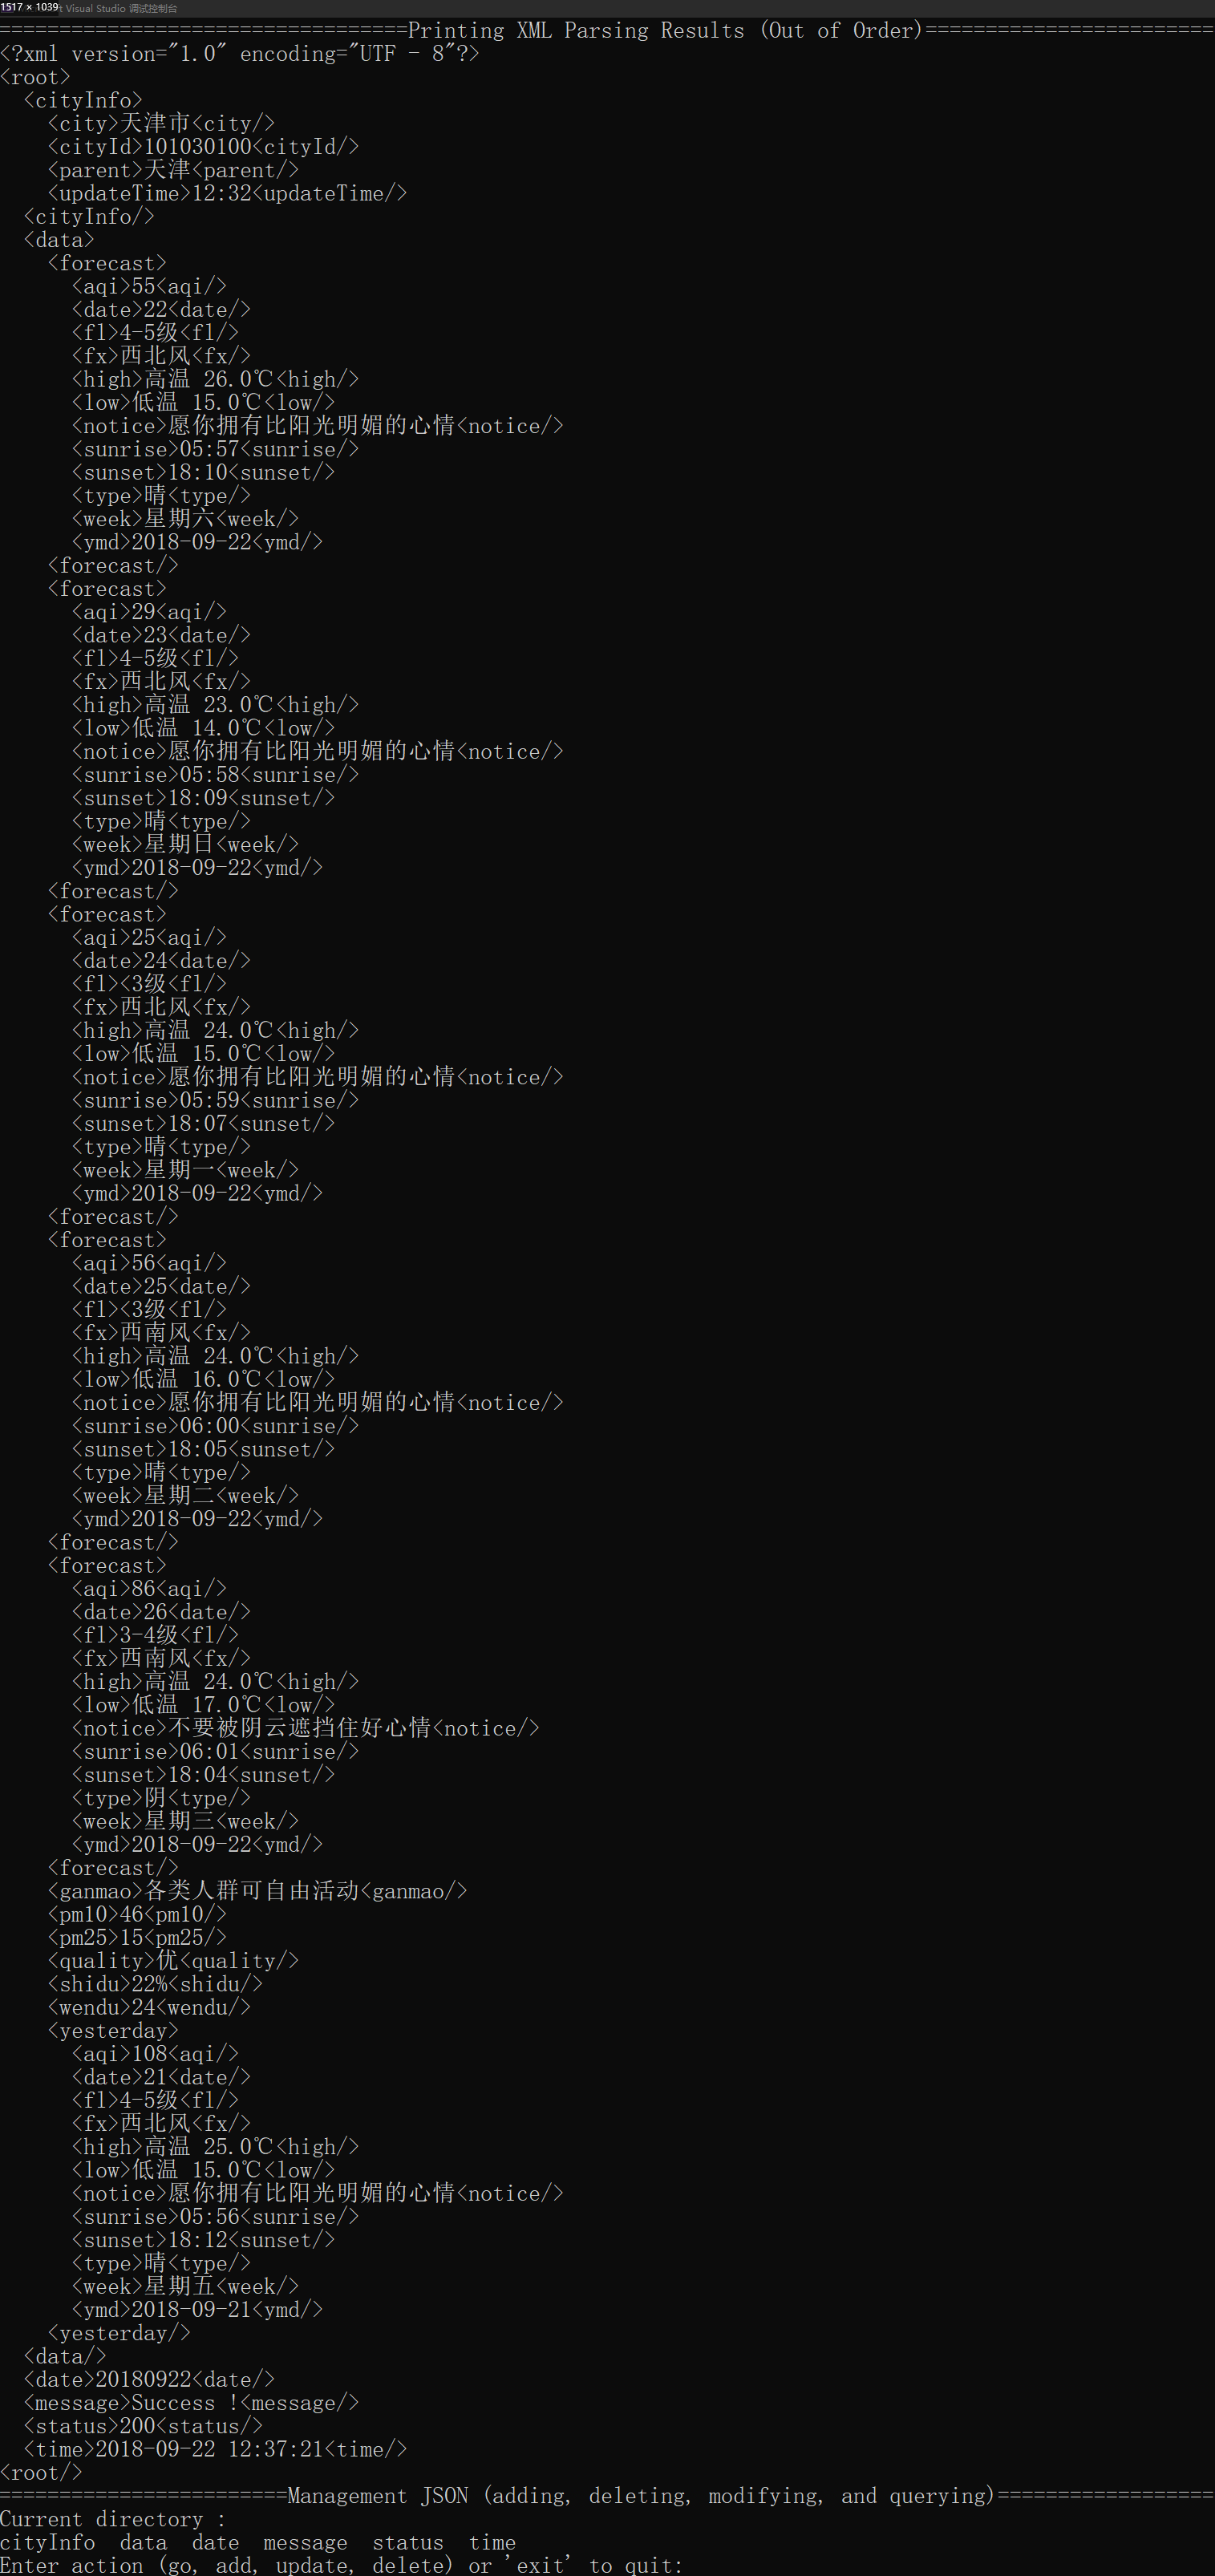 1517 × 1039
t Visual Studio 调试控制台
==================================Printing XML Parsing Results (Out of Order)========================
<?xml version="1.0" encoding="UTF - 8"?>
<root>
  <cityInfo>
    <city>天津市<city/>
    <cityId>101030100<cityId/>
    <parent>天津<parent/>
    <updateTime>12:32<updateTime/>
  <cityInfo/>
  <data>
    <forecast>
      <aqi>55<aqi/>
      <date>22<date/>
      <fl>4-5级<fl/>
      <fx>西北风<fx/>
      <high>高温 26.0℃<high/>
      <low>低温 15.0℃<low/>
      <notice>愿你拥有比阳光明媚的心情<notice/>
      <sunrise>05:57<sunrise/>
      <sunset>18:10<sunset/>
      <type>晴<type/>
      <week>星期六<week/>
      <ymd>2018-09-22<ymd/>
    <forecast/>
    <forecast>
      <aqi>29<aqi/>
      <date>23<date/>
      <fl>4-5级<fl/>
      <fx>西北风<fx/>
      <high>高温 23.0℃<high/>
      <low>低温 14.0℃<low/>
      <notice>愿你拥有比阳光明媚的心情<notice/>
      <sunrise>05:58<sunrise/>
      <sunset>18:09<sunset/>
      <type>晴<type/>
      <week>星期日<week/>
      <ymd>2018-09-22<ymd/>
    <forecast/>
    <forecast>
      <aqi>25<aqi/>
      <date>24<date/>
      <fl><3级<fl/>
      <fx>西北风<fx/>
      <high>高温 24.0℃<high/>
      <low>低温 15.0℃<low/>
      <notice>愿你拥有比阳光明媚的心情<notice/>
      <sunrise>05:59<sunrise/>
      <sunset>18:07<sunset/>
      <type>晴<type/>
      <week>星期一<week/>
      <ymd>2018-09-22<ymd/>
    <forecast/>
    <forecast>
      <aqi>56<aqi/>
      <date>25<date/>
      <fl><3级<fl/>
      <fx>西南风<fx/>
      <high>高温 24.0℃<high/>
      <low>低温 16.0℃<low/>
      <notice>愿你拥有比阳光明媚的心情<notice/>
      <sunrise>06:00<sunrise/>
      <sunset>18:05<sunset/>
      <type>晴<type/>
      <week>星期二<week/>
      <ymd>2018-09-22<ymd/>
    <forecast/>
    <forecast>
      <aqi>86<aqi/>
      <date>26<date/>
      <fl>3-4级<fl/>
      <fx>西南风<fx/>
      <high>高温 24.0℃<high/>
      <low>低温 17.0℃<low/>
      <notice>不要被阴云遮挡住好心情<notice/>
      <sunrise>06:01<sunrise/>
      <sunset>18:04<sunset/>
      <type>阴<type/>
      <week>星期三<week/>
      <ymd>2018-09-22<ymd/>
    <forecast/>
    <ganmao>各类人群可自由活动<ganmao/>
    <pm10>46<pm10/>
    <pm25>15<pm25/>
    <quality>优<quality/>
    <shidu>22%<shidu/>
    <wendu>24<wendu/>
    <yesterday>
      <aqi>108<aqi/>
      <date>21<date/>
      <fl>4-5级<fl/>
      <fx>西北风<fx/>
      <high>高温 25.0℃<high/>
      <low>低温 15.0℃<low/>
      <notice>愿你拥有比阳光明媚的心情<notice/>
      <sunrise>05:56<sunrise/>
      <sunset>18:12<sunset/>
      <type>晴<type/>
      <week>星期五<week/>
      <ymd>2018-09-21<ymd/>
    <yesterday/>
  <data/>
  <date>20180922<date/>
  <message>Success !<message/>
  <status>200<status/>
  <time>2018-09-22 12:37:21<time/>
<root/>
========================Management JSON (adding, deleting, modifying, and querying)==================
Current directory :
cityInfo  data  date  message  status  time
Enter action (go, add, update, delete) or 'exit' to quit: